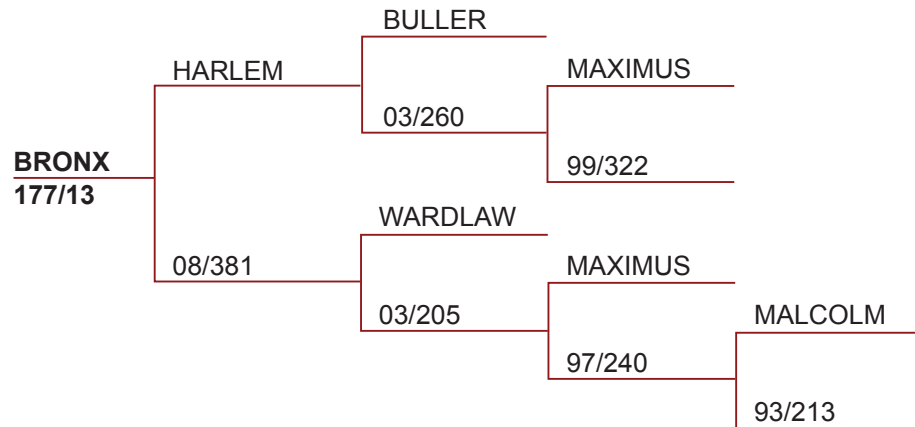 BULLER
HARLEM
MAXIMUS
03/260
BRONX
99/322
177/13
WARDLAW
08/381
MAXIMUS
03/205
MALCOLM
97/240
93/213